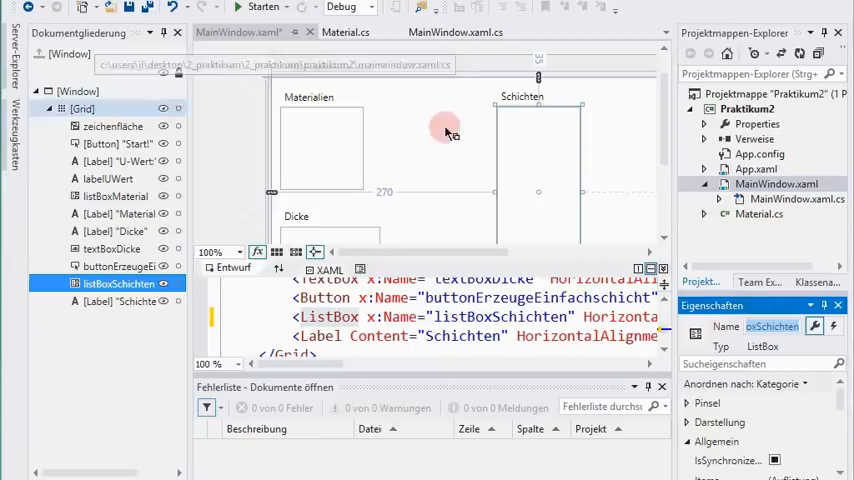 Starten
Debug
Server-Explorer
Werkzeugkasten
Dokumentgliederung
[Window]
[Window]
[Grid]
zeichenfläche
[Button] "Start!"
[Label] "U-Wert:
labelUWert
listBoxMaterial
[Label] "Material
[Label] "Dicke"
textBoxDicke
buttonErzeugeEi
listBoxSchichten
[Label] "Schichte
MainWindow.xaml*
Material.cs
MainWindow.xaml.cs
Materialien
Schichten
35
270
Dicke
100%
fx
Entwurf
XAML
<TextBox x:Name="textBoxDicke" HorizontalAli
<Button x:Name="buttonErzeugeEinfachschicht"
<ListBox x:Name="listBoxSchichten" Horizonta
<Label Content="Schichten" HorizontalAlignme
</Grid>
100 %
Fehlerliste - Dokumente öffnen
0 von 0 Fehler
0 von 0 Warnungen
0 von 0 Meldungen
Fehlerliste durchsu
Beschreibung
Datei
Zeile
Spalte
Projekt
Projektmappen-Explorer
Projektmappen-Explorer (Strg+
Projektmappe "Praktikum2"
Praktikum2
Properties
Verweise
App.config
App.xaml
MainWindow.xaml
MainWindow.xaml.cs
Material.cs
Projekt...
Team Ex...
Klassena...
Eigenschaften
Name
oxSchichten
Typ
ListBox
Sucheigenschaften
Anordnen nach: Kategorie
Pinsel
Darstellung
Allgemein
IsSynchronize...